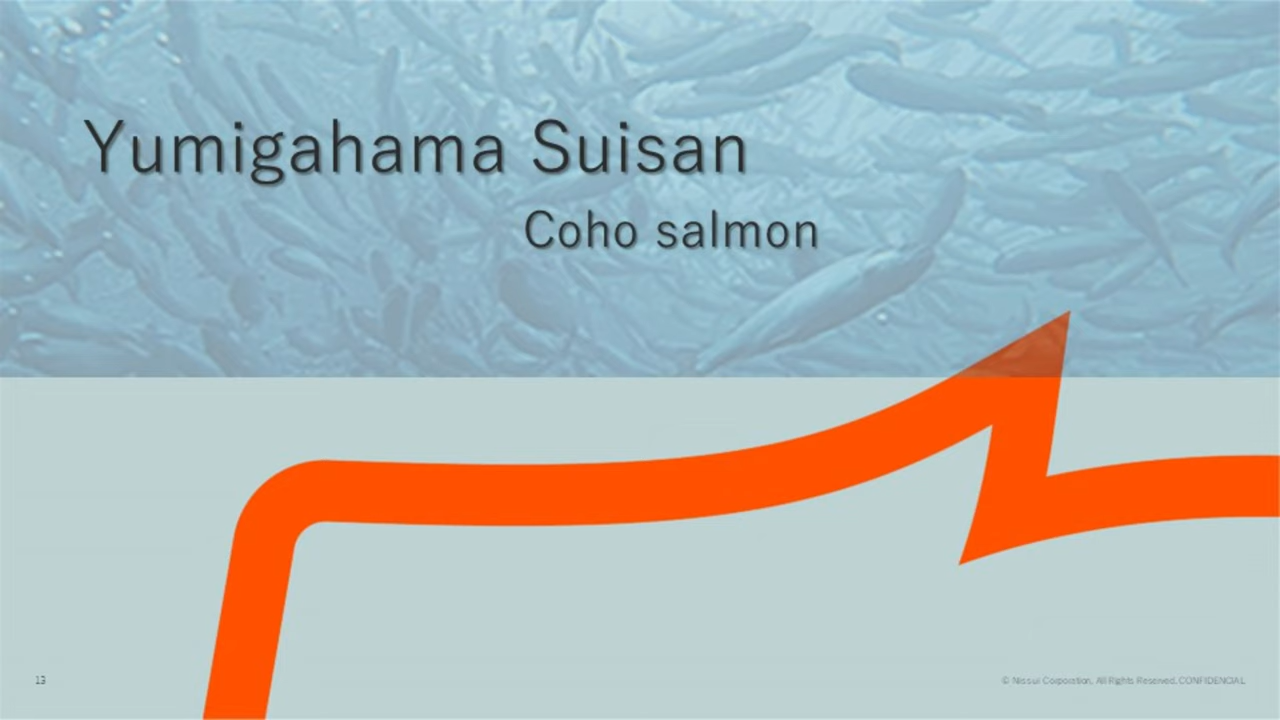 Yumigahama Suisan
Coho salmon
13
© Nissui Corporation, All Rights Reserved. CONFIDENCIAL